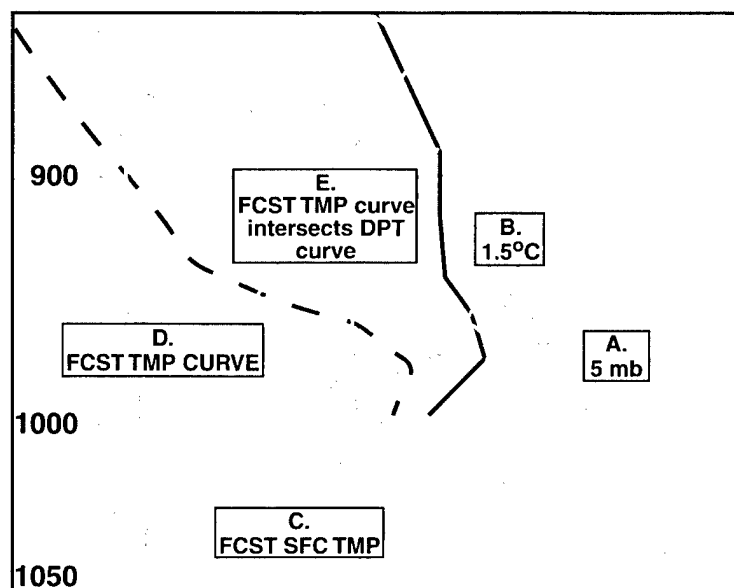 900
E.
FCST TMP curve
intersects DPT
curve
B.
1.5°C
D.
FCST TMP CURVE
A.
5 mb
1000
C.
FCST SFC TMP
1050